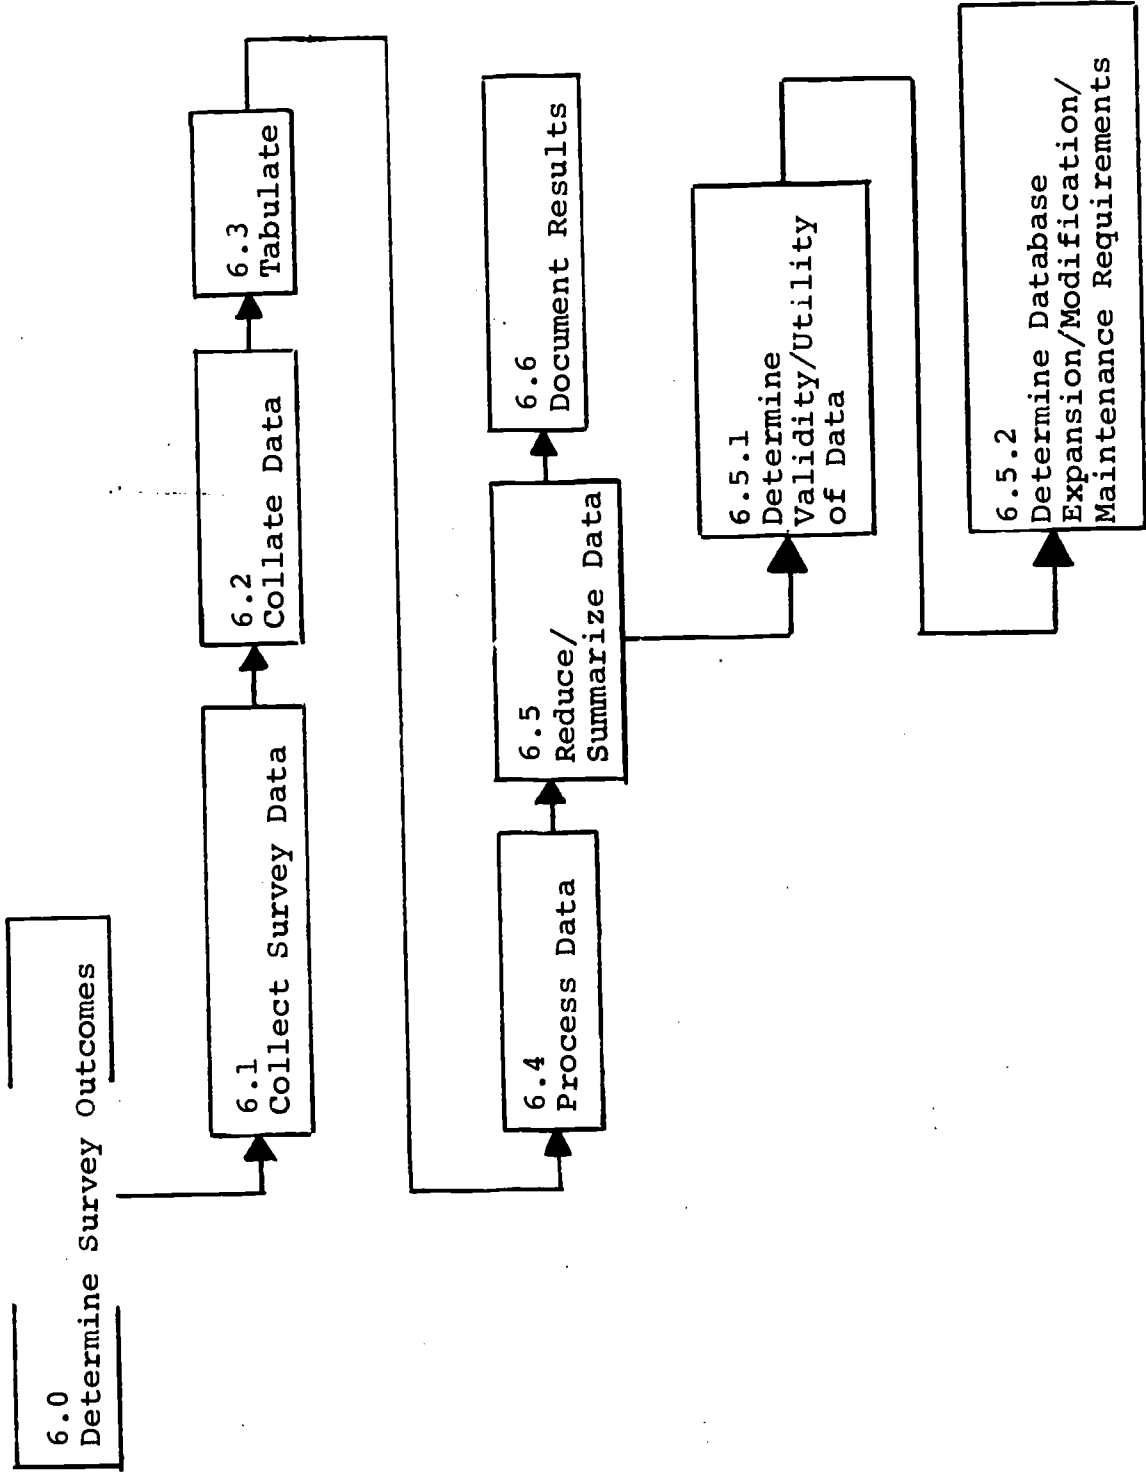 6.0
Determine Survey Outcomes
6.1
Collect Survey Data
6.2
Collate Data
6.3
Tabulate
6.4
Process Data
6.5
Reduce/
Summarize Data
6.6
Document Results
6.5.1
Determine
Validity/Utility
of Data
6.5.2
Determine Database
Expansion/Modification/
Maintenance Requirements